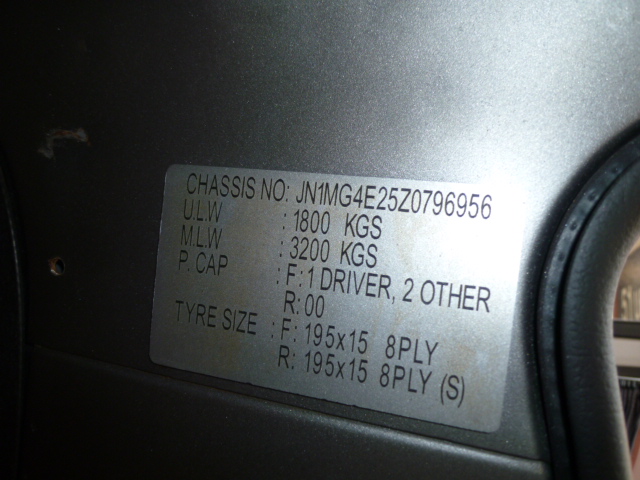 CHASSIS NO: JN1MG4E25Z0796956
U.L.W : 1800 KGS
M.L.W : 3200 KGS
P. CAP : F: 1 DRIVER, 2 OTHER
R: 00
TYRE SIZE : F: 195x15 8PLY
R: 195x15 8PLY (S)